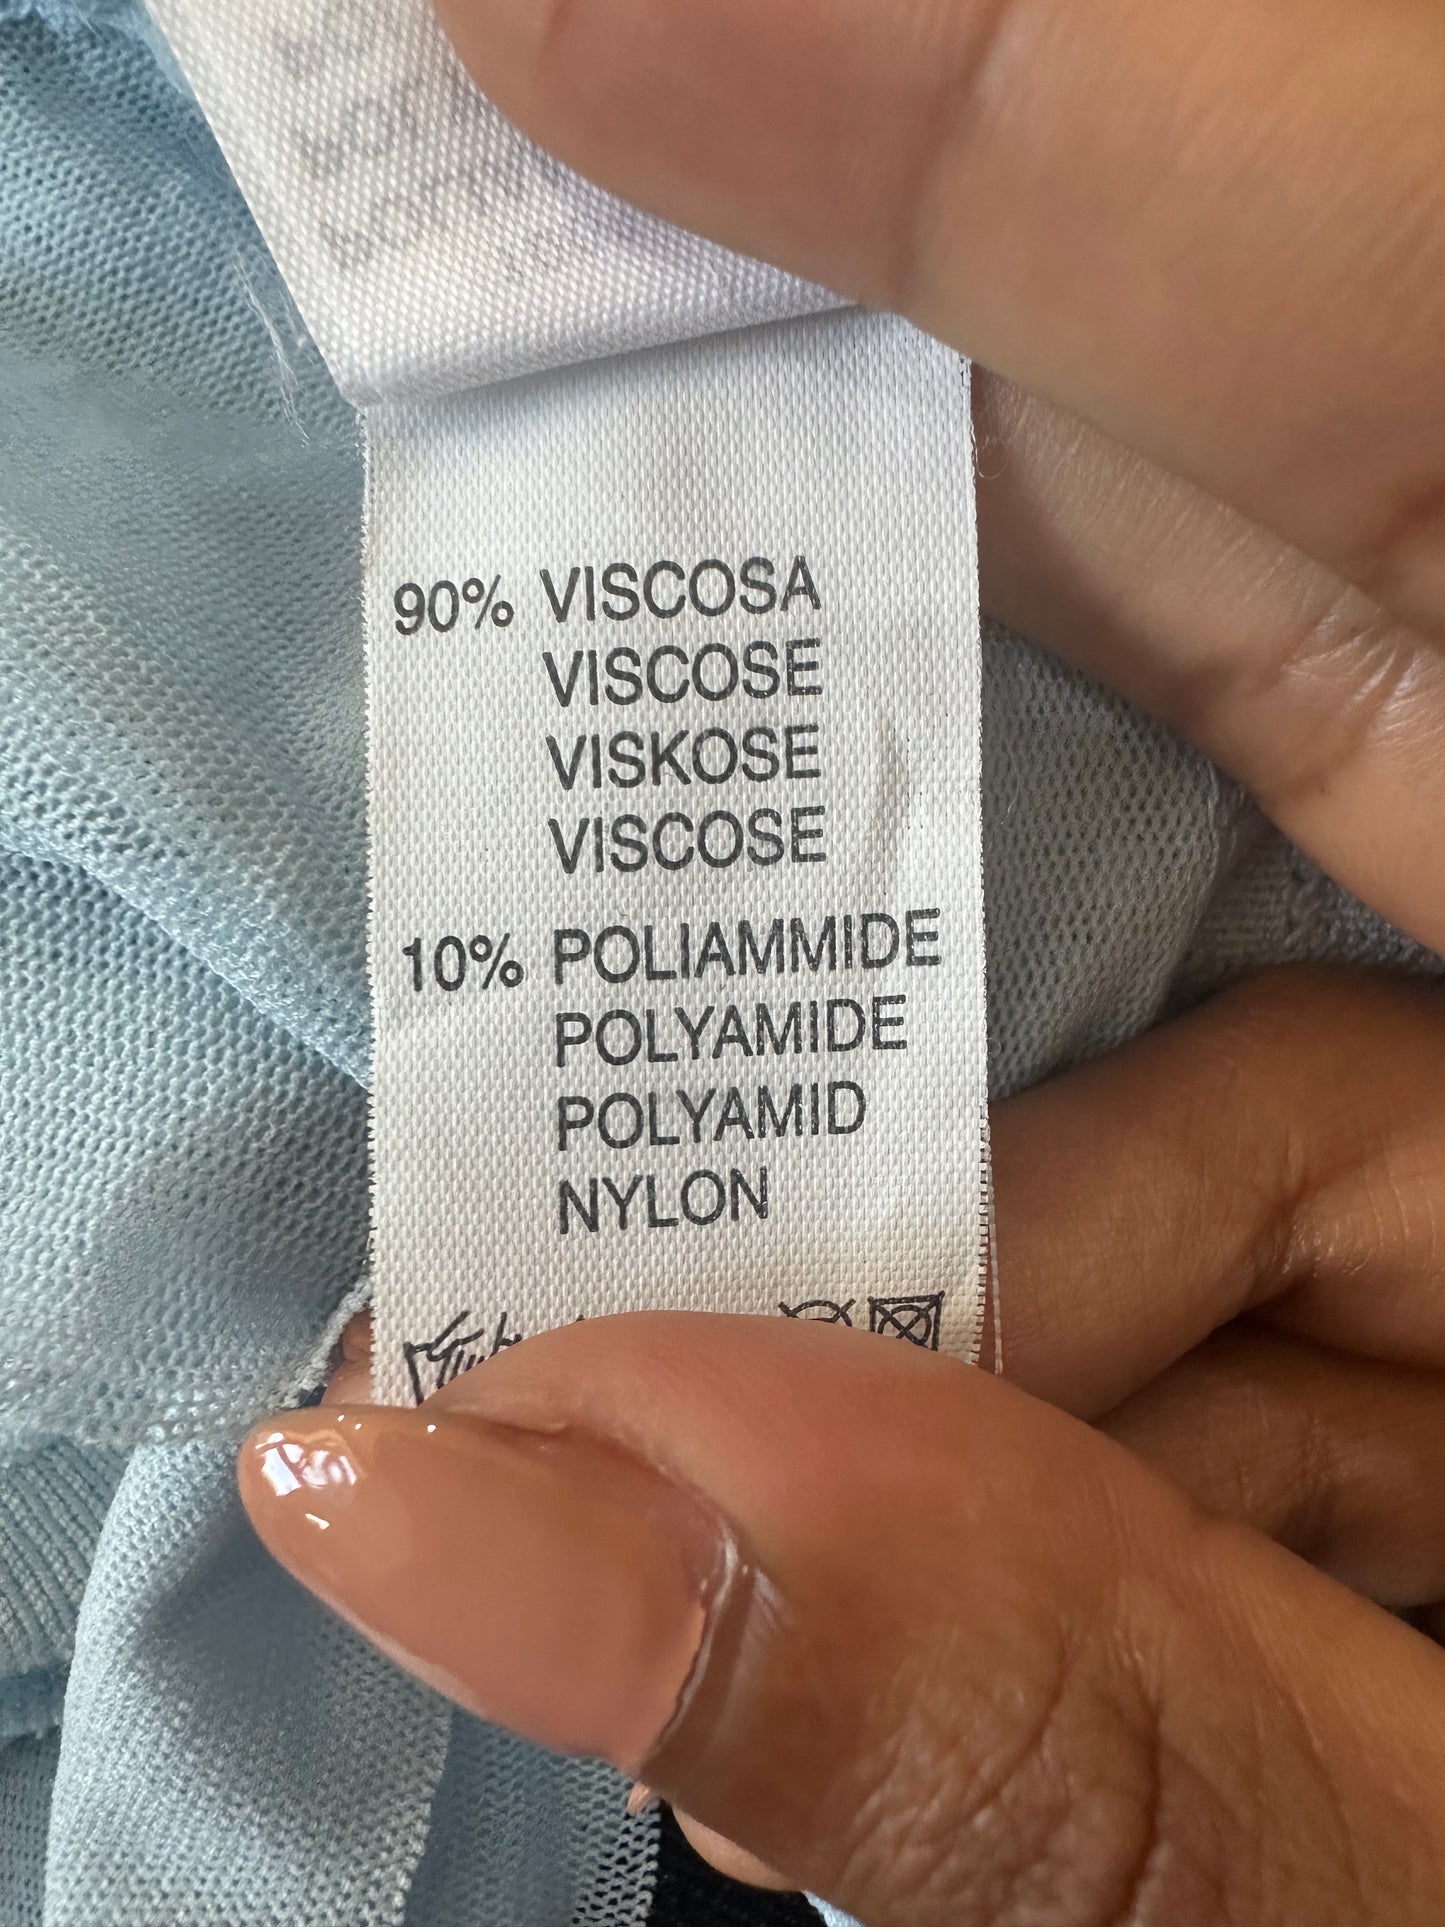 90% VISCOSA
VISCOSE
VISKOSE
VISCOSE
10% POLIAMMIDE
POLYAMIDE
POLYAMID
NYLON